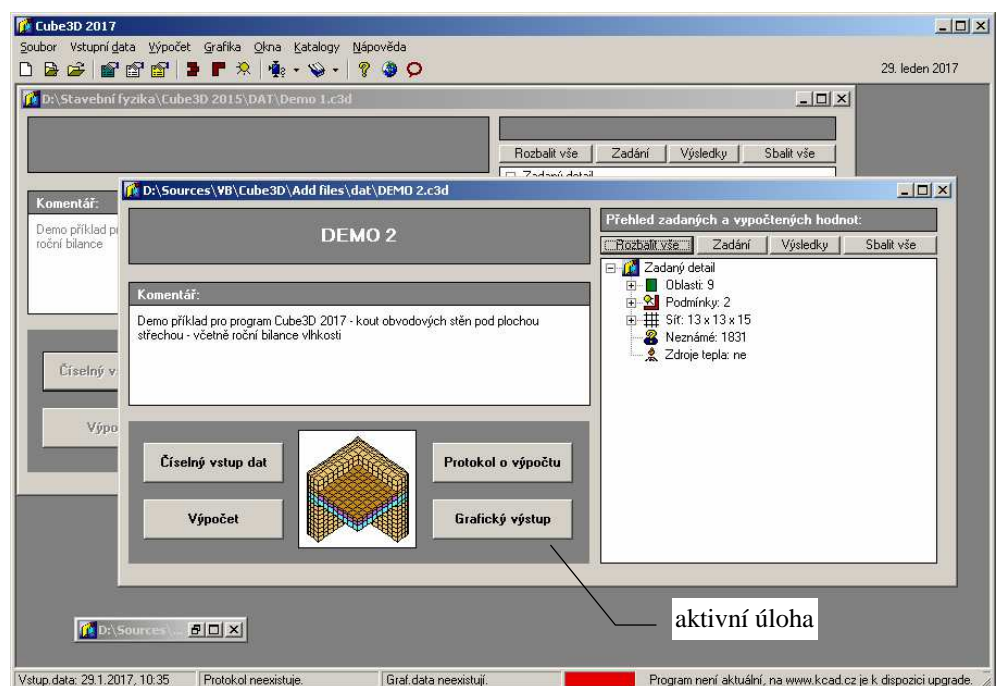 Cube3D 2017
Soubor Vstupní data Výpočet Grafika Okna Katalogy Nápověda
29. leden 2017
D:\Stavební fyzika\Cube3D 2015\DAT\Demo 1.c3d
Rozbalit vše Zadání Výsledky Sbalit vše
Zadaný detail
Komentář:
Demo příklad
roční bilance
Číselný v
Výpo
D:\Sources\VB\Cube3D\Add files\dat\DEMO 2.c3d
DEMO 2
Komentář:
Demo příklad pro program Cube3D 2017 - kout obvodových stěn pod plochou
střechou - včetně roční bilance vlhkosti
Číselný vstup dat
Protokol o výpočtu
Výpočet
Grafický výstup
Přehled zadaných a vypočtených hodnot:
Rozbalit vše Zadání Výsledky Sbalit vše
Zadaný detail
Oblasti: 9
Podmínky: 2
Síť: 13 x 13 x 15
Neznámé: 1831
Zdroje tepla: ne
aktivní úloha
D:\Sources\...
Vstup.data: 29.1.2017, 10:35 Protokol neexistuje. Graf.data neexistují. Program není aktuální, na www.kcad.cz je k dispozici upgrade.